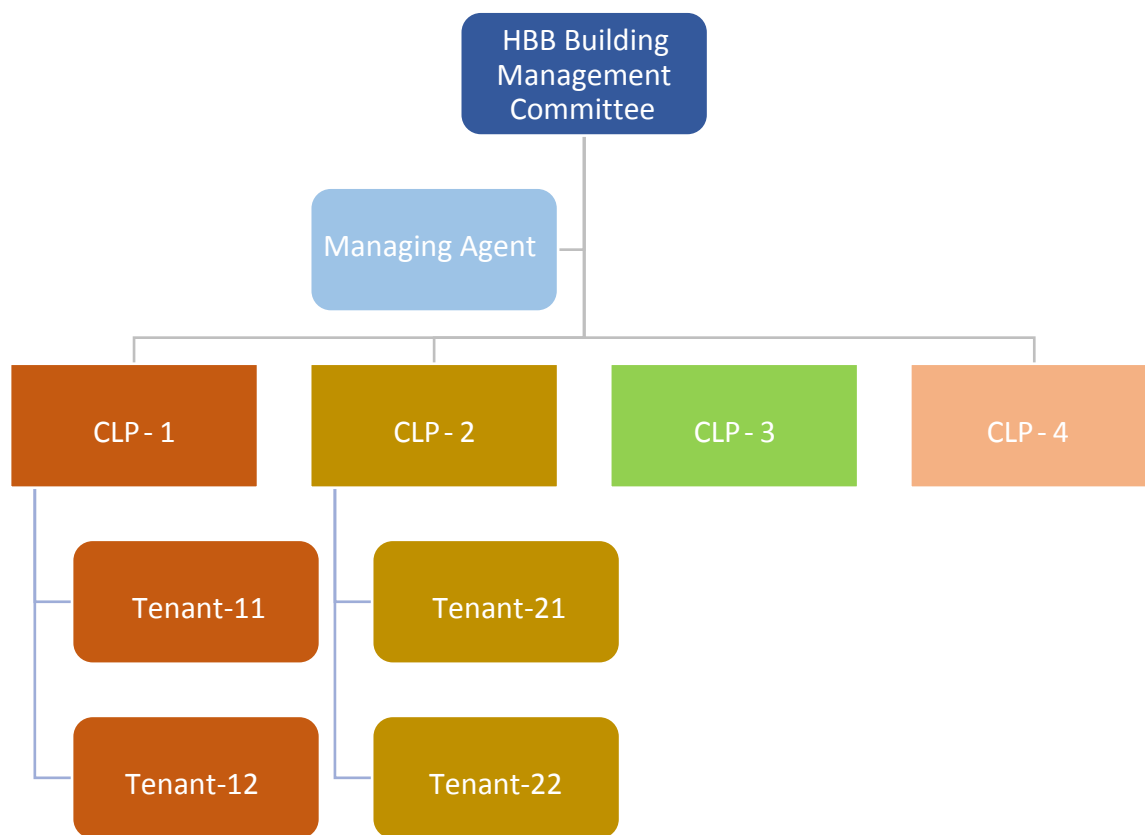 HBB Building
Management
Committee
Managing Agent
CLP - 1
CLP - 2
CLP - 3
CLP - 4
Tenant-11
Tenant-21
Tenant-12
Tenant-22